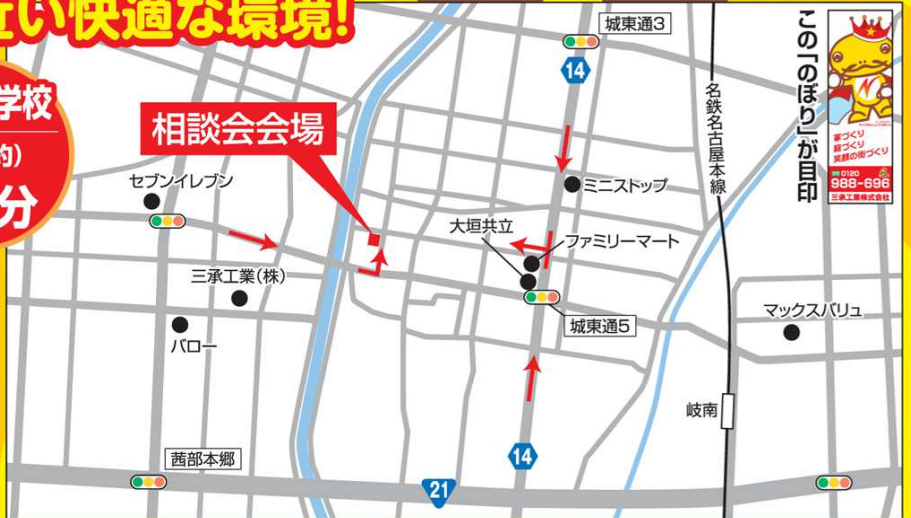 近い快適な環境!
学校
約)
分
相談会会場
城東通3
14
名鉄名古屋本線
この「のぼり」が目印
N
家づくり
庭づくり
笑顔の街づくり
0120
988-696
三承工業株式会社
セブンイレブン
ミニストップ
大垣共立
ファミリーマート
三承工業(株)
バロー
城東通5
マックスバリュ
岐南
茜部本郷
14
21